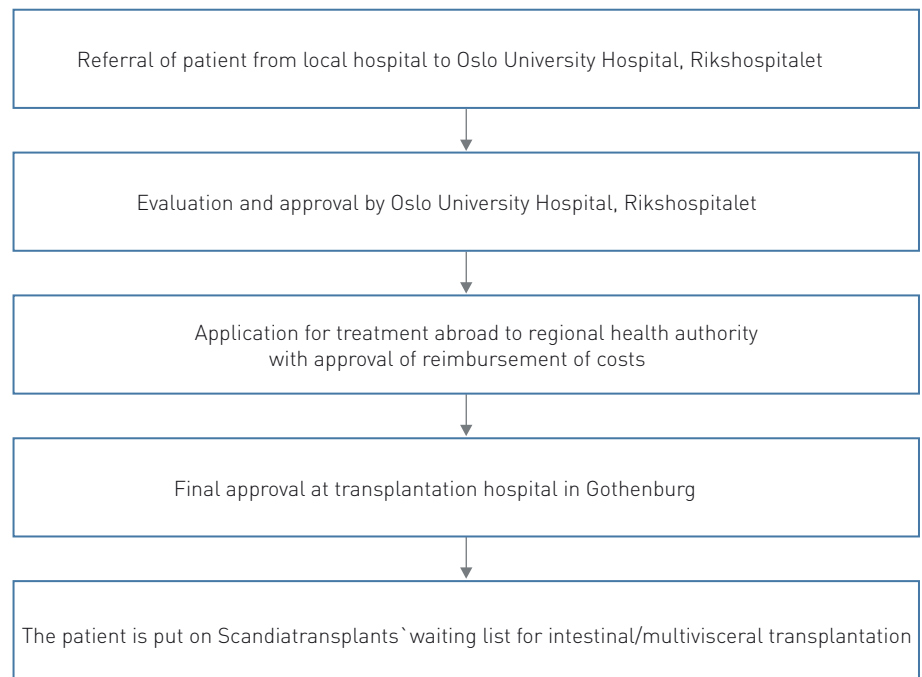 Referral of patient from local hospital to Oslo University Hospital, Rikshospitalet
Evaluation and approval by Oslo University Hospital, Rikshospitalet
Application for treatment abroad to regional health authority
with approval of reimbursement of costs
Final approval at transplantation hospital in Gothenburg
The patient is put on Scandiatransplants`waiting list for intestinal/multivisceral transplantation